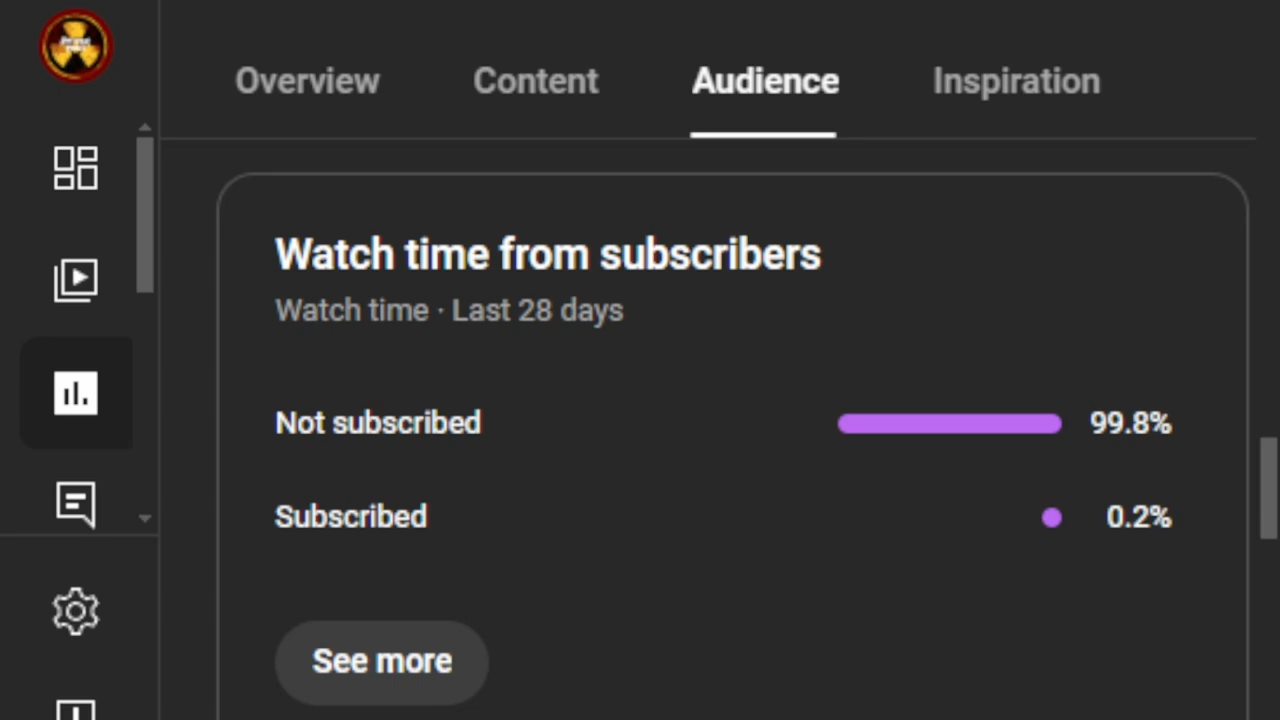 Overview Content Audience Inspiration
Watch time from subscribers
Watch time · Last 28 days
Not subscribed 99.8%
Subscribed 0.2%
See more